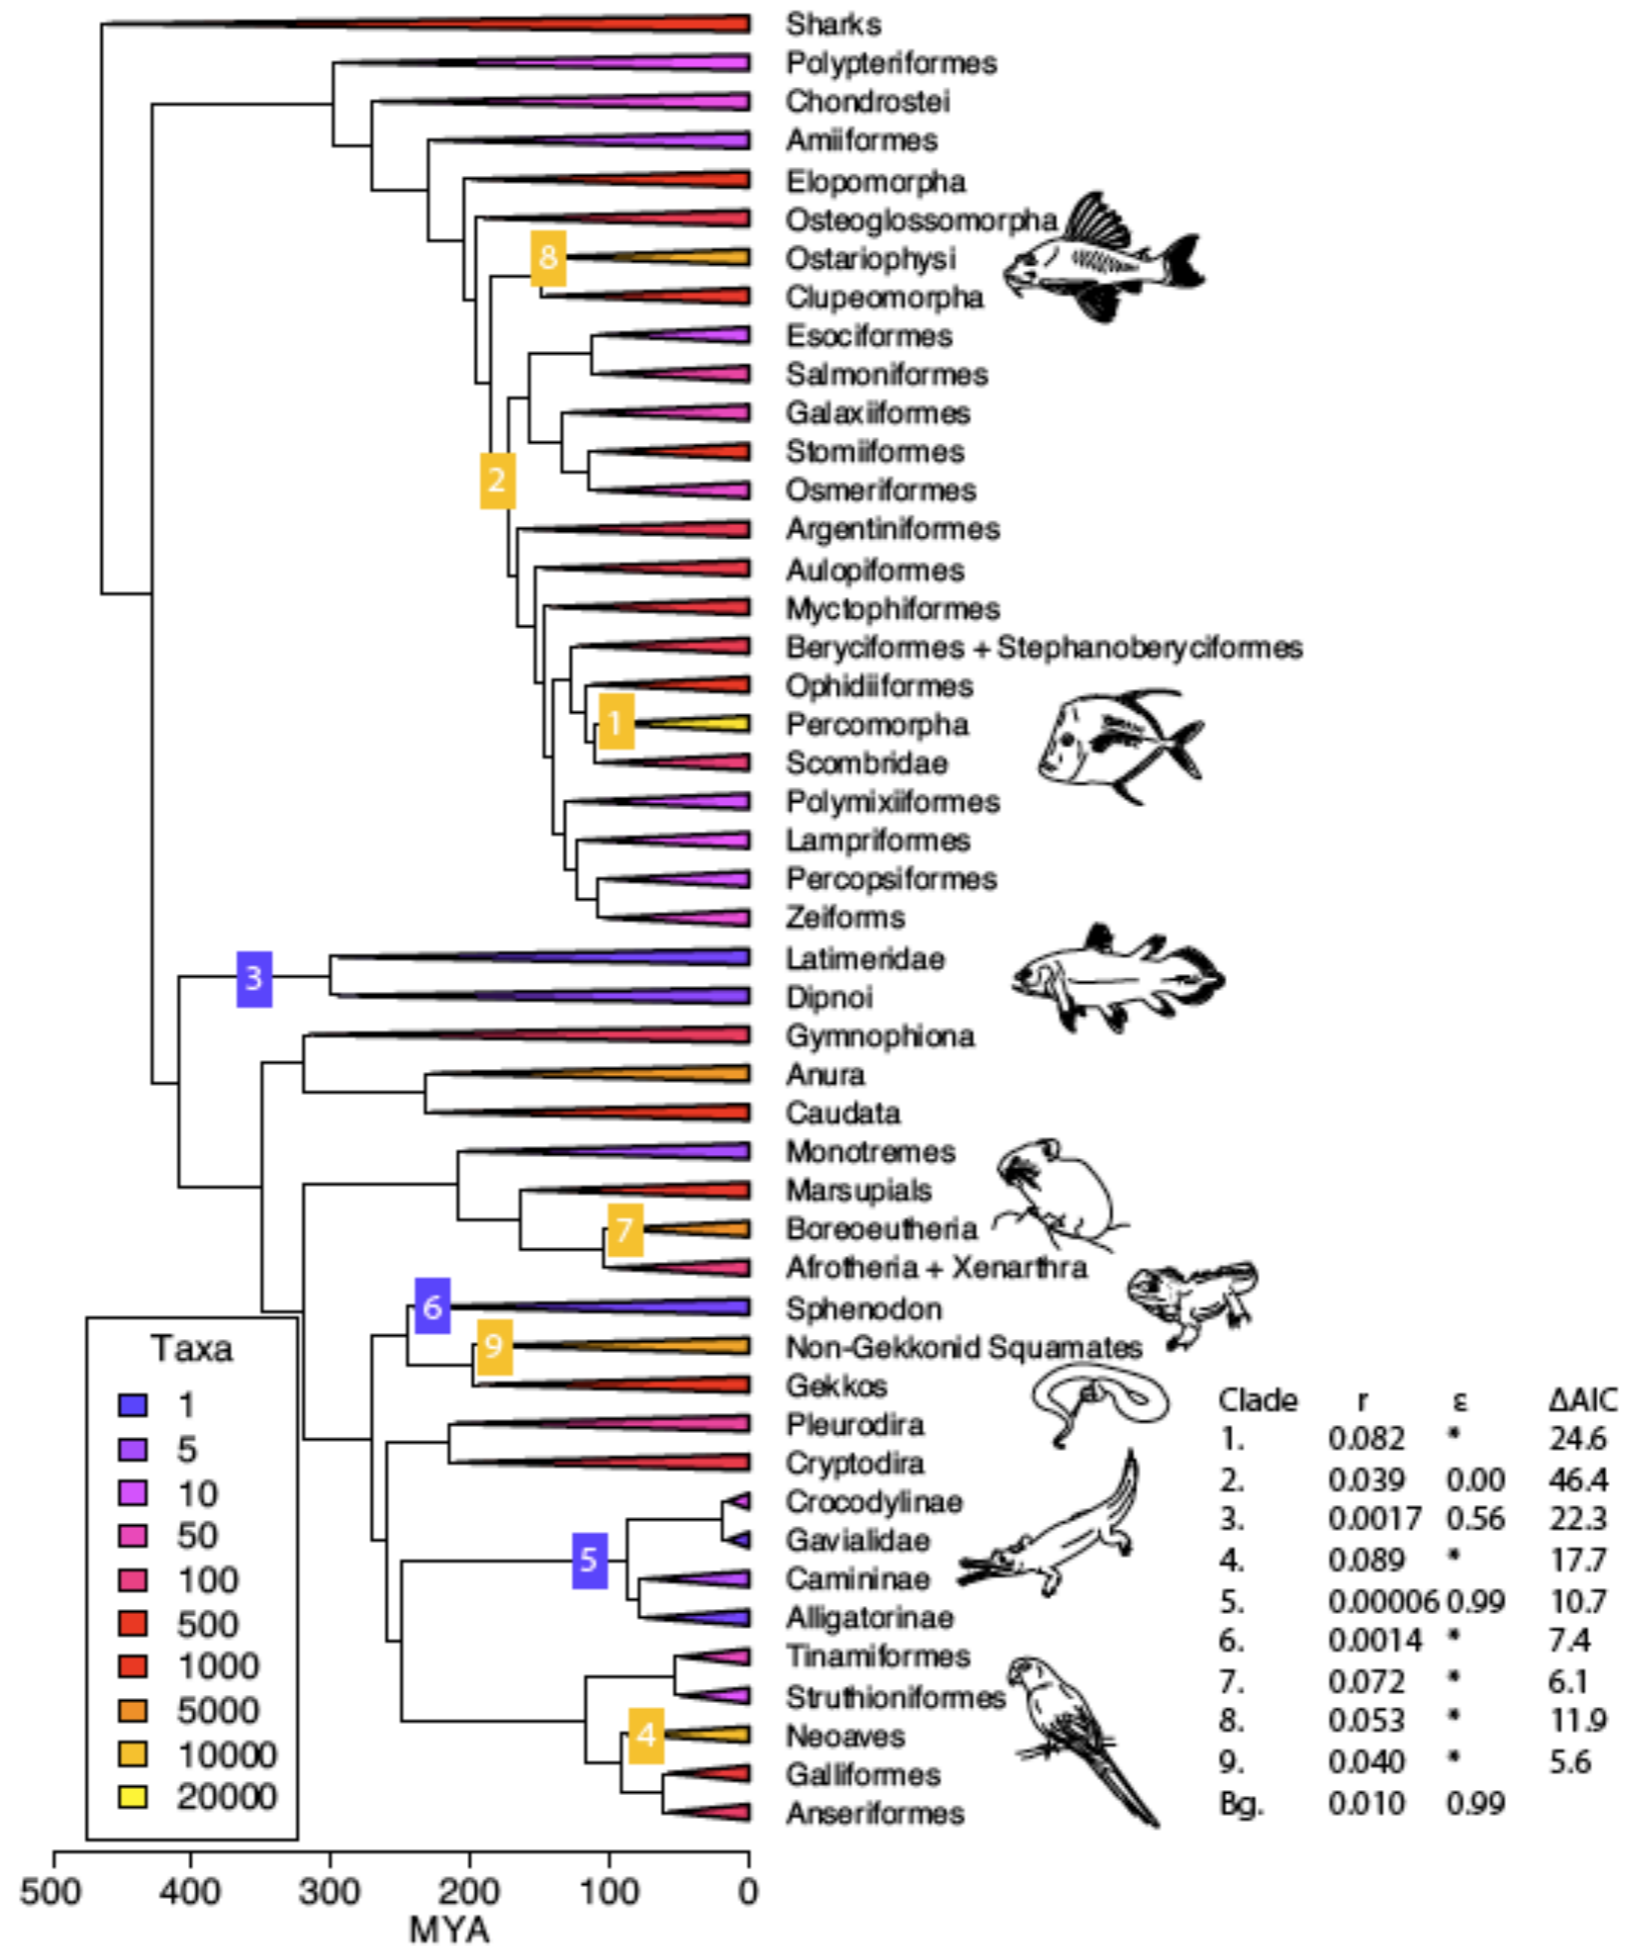 Sharks
Polypteriformes
Chondrostei
Amiiformes
Elopomorpha
Osteoglossomorpha
8 Ostariophysi
Clupeomorpha
Esociformes
Salmoniformes
Galaxiiformes
Stomiiformes
2 Osmeriformes
Argentiniformes
Aulopiformes
Myctophiformes
Beryciformes + Stephanoberyciformes
Ophidiiformes
1 Percomorpha
Scombridae
Polymixiiformes
Lampriformes
Percopsiformes
Zeiforms
Latimeridae
3
Dipnoi
Gymnophiona
Anura
Caudata
Monotremes
Marsupials
7 Boreoeutheria
Afrotheria + Xenarthra
6 Sphenodon
9 Non-Gekkonid Squamates
Gekkos
Pleurodira
Cryptodira
Crocodylinae
Gavialidae
5
Camininae
Alligatorinae
Tinamiformes
Struthioniformes
4 Neoaves
Galliformes
Anseriformes
Taxa
1
5
10
50
100
500
1000
5000
10000
20000
Clade r ε ΔAIC
1. 0.082 * 24.6
2. 0.039 0.00 46.4
3. 0.0017 0.56 22.3
4. 0.089 * 17.7
5. 0.00006 0.99 10.7
6. 0.0014 * 7.4
7. 0.072 * 6.1
8. 0.053 * 11.9
9. 0.040 * 5.6
Bg. 0.010 0.99
500 400 300 200 100 0
MYA